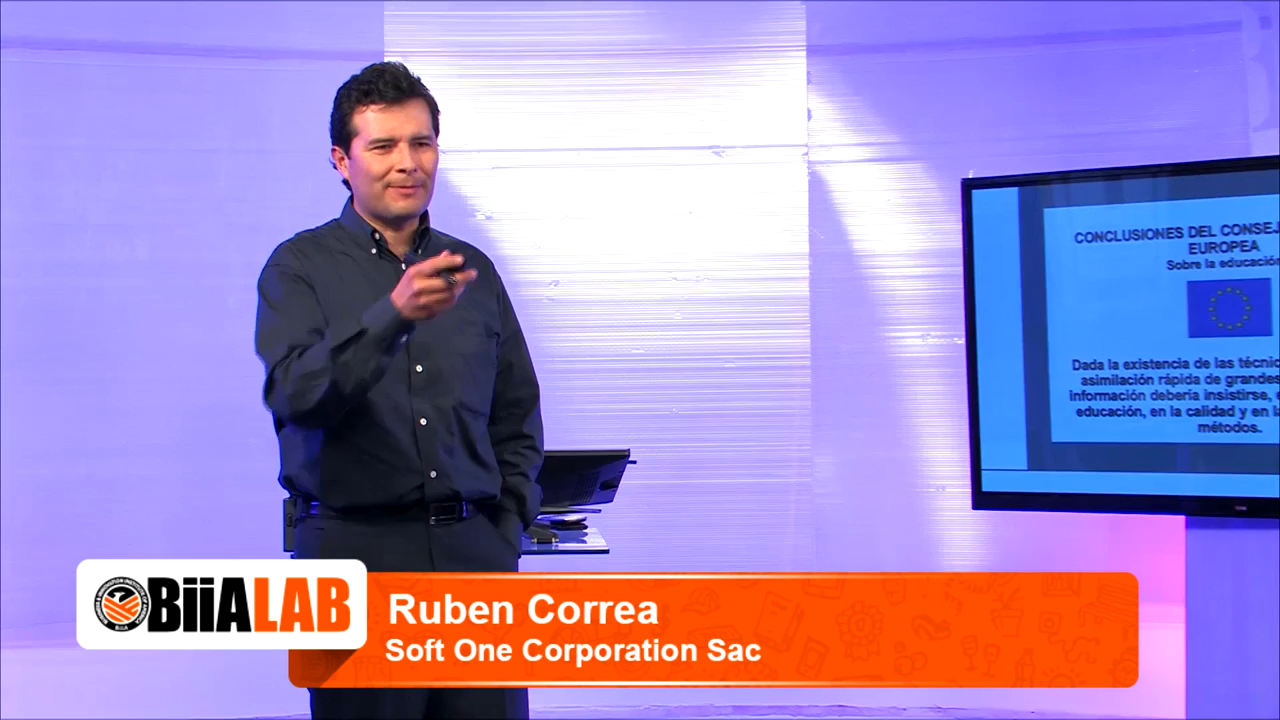 CONCLUSIONES DEL CONSEJ
EUROPEA
Sobre la educación
Dada la existencia de las técnic
asimilación rápida de grandes
información debería insistirse,
educación, en la calidad y en l
métodos.
BiiALAB
Ruben Correa
Soft One Corporation Sac